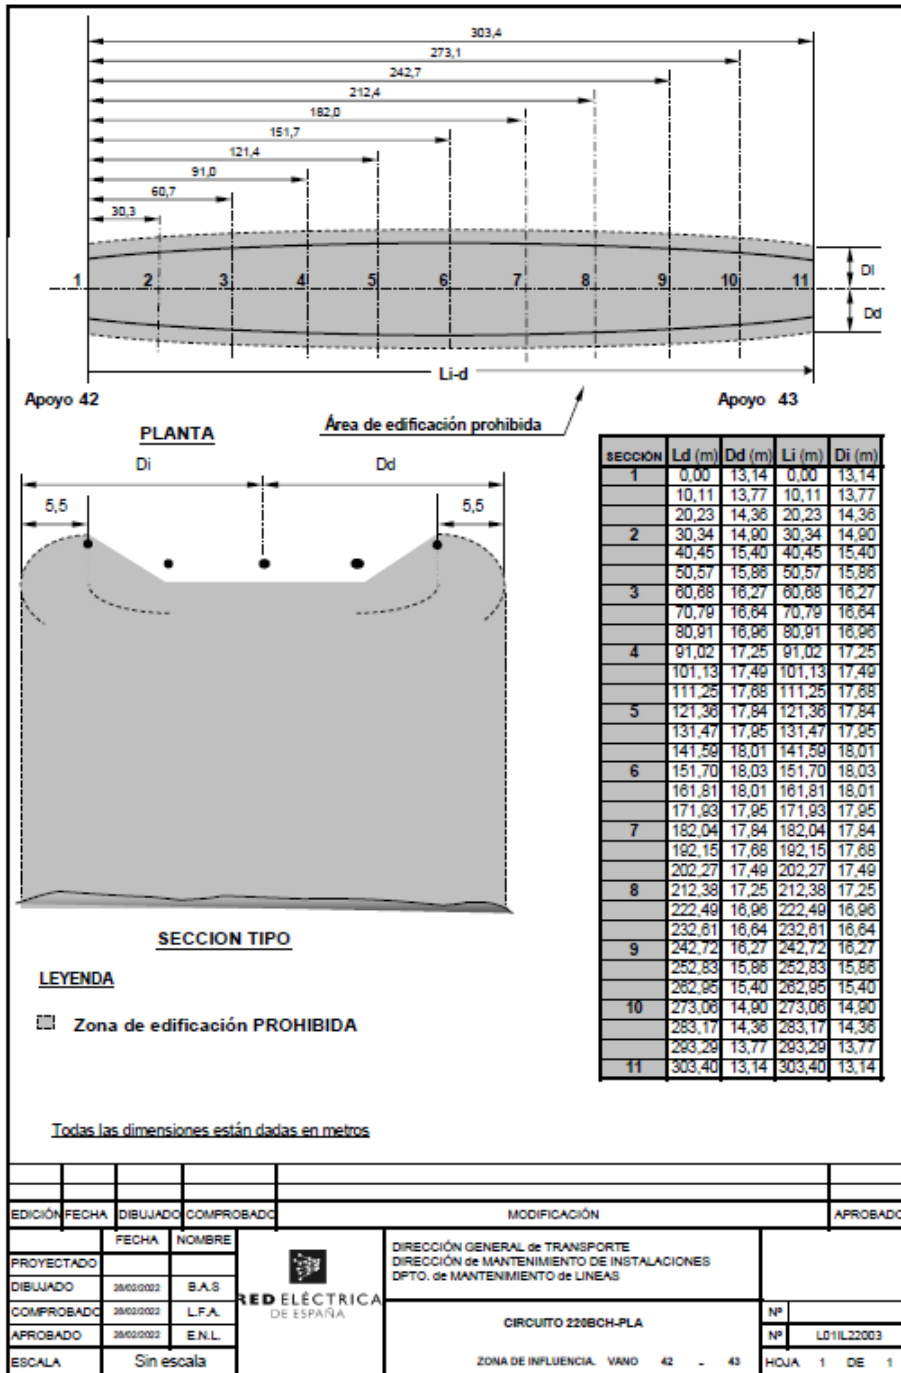 303,4
273,1
242,7
212,4
182,0
151,7
121,4
91,0
60,7
30,3
1 2 3 4 5 6 7 8 9 10 11
Di
Dd
Li-d
Apoyo 42
Apoyo 43
Área de edificación prohibida
PLANTA
Di Dd
5,5 5,5
SECCION TIPO
LEYENDA
Zona de edificación PROHIBIDA
SECCIÓN Ld (m) Dd (m) Li (m) Di (m)
1 0,00 13,14 0,00 13,14
10,11 13,77 10,11 13,77
20,23 14,36 20,23 14,36
2 30,34 14,90 30,34 14,90
40,45 15,40 40,45 15,40
50,57 15,86 50,57 15,86
3 60,68 16,27 60,68 16,27
70,79 16,64 70,79 16,64
80,91 16,96 80,91 16,96
4 91,02 17,25 91,02 17,25
101,13 17,49 101,13 17,49
111,25 17,68 111,25 17,68
5 121,36 17,84 121,36 17,84
131,47 17,95 131,47 17,95
141,59 18,01 141,59 18,01
6 151,70 18,03 151,70 18,03
161,81 18,01 161,81 18,01
171,93 17,95 171,93 17,95
7 182,04 17,84 182,04 17,84
192,15 17,68 192,15 17,68
202,27 17,49 202,27 17,49
8 212,38 17,25 212,38 17,25
222,49 16,96 222,49 16,96
232,61 16,64 232,61 16,64
9 242,72 16,27 242,72 16,27
252,83 15,86 252,83 15,86
262,95 15,40 262,95 15,40
10 273,06 14,90 273,06 14,90
283,17 14,36 283,17 14,36
293,29 13,77 293,29 13,77
11 303,40 13,14 303,40 13,14
Todas las dimensiones están dadas en metros
EDICIÓN FECHA DIBUJADO COMPROBADO MODIFICACIÓN APROBADO
FECHA NOMBRE
PROYECTADO
DIBUJADO 28/02/2022 B.A.S
COMPROBADO 28/02/2022 L.F.A.
APROBADO 28/02/2022 E.N.L.
ESCALA Sin escala
RED ELÉCTRICA
DE ESPAÑA
DIRECCIÓN GENERAL de TRANSPORTE
DIRECCIÓN de MANTENIMIENTO DE INSTALACIONES
DPTO. de MANTENIMIENTO de LINEAS
CIRCUITO 220BCH-PLA
ZONA DE INFLUENCIA. VANO 42 - 43
Nº
Nº L01IL22003
HOJA 1 DE 1